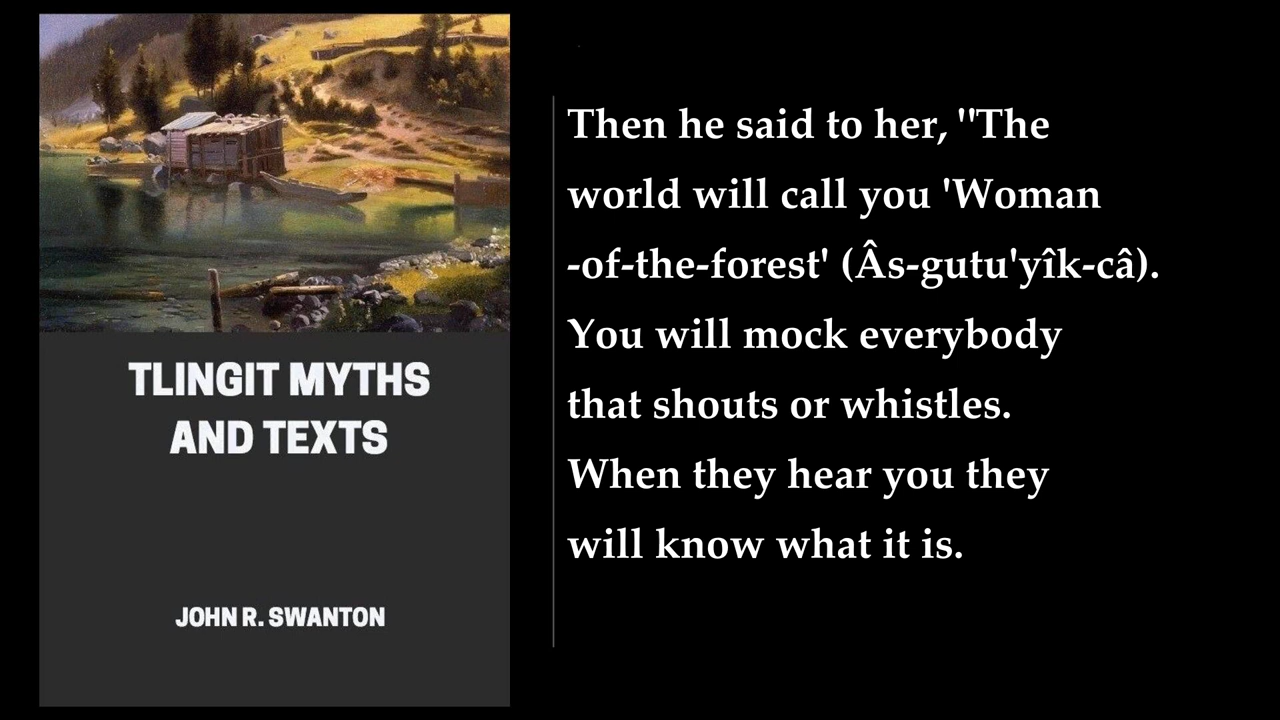 TLINGIT MYTHS
AND TEXTS
JOHN R. SWANTON
Then he said to her, "The
world will call you 'Woman
-of-the-forest' (Âs-gutu'yîk-câ).
You will mock everybody
that shouts or whistles.
When they hear you they
will know what it is.